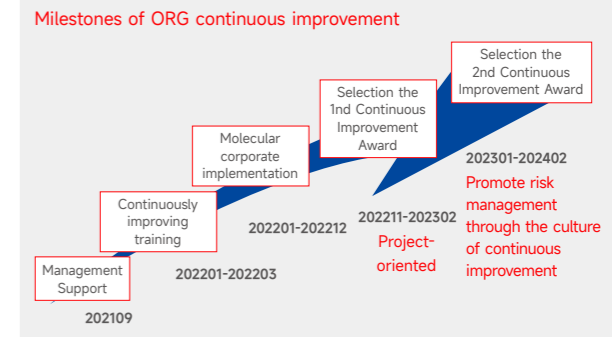 Milestones of ORG continuous improvement
Selection the
2nd Continuous
Improvement Award
Selection the
1nd Continuous
Improvement
Award
Molecular
corporate
implementation
Continuously
improving
training
Management
Support
202109
202201-202203
202201-202212
202211-202302
Project-
oriented
202301-202402
Promote risk
management
through the culture
of continuous
improvement